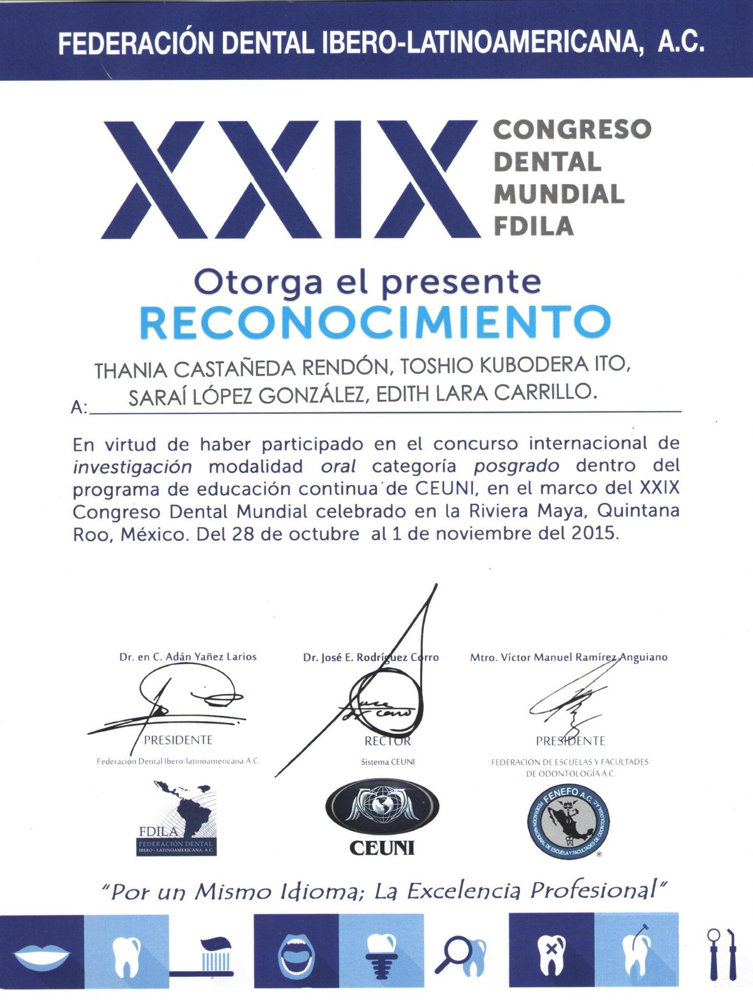 FEDERACIÓN DENTAL IBERO-LATINOAMERICANA, A.C.
XXIX
CONGRESO
DENTAL
MUNDIAL
FDILA
Otorga el presente
RECONOCIMIENTO
THANIA CASTAÑEDA RENDÓN, TOSHIO KUBODERA ITO,
A: SARAÍ LÓPEZ GONZÁLEZ, EDITH LARA CARRILLO.
En virtud de haber participado en el concurso internacional de
investigación modalidad oral categoría posgrado dentro del
programa de educación continua de CEUNI, en el marco del XXIX
Congreso Dental Mundial celebrado en la Riviera Maya, Quintana
Roo, México. Del 28 de octubre al 1 de noviembre del 2015.
Dr. en C. Adán Yañez Larios
PRESIDENTE
Federación Dental Ibero-latinoamericana A.C.
FDILA
FEDERACIÓN DENTAL
IBERO - LATINOAMERICANA, A.C.
Dr. José E. Rodríguez Corro
RECTOR
Sistema CEUNI
CEUNI
Mtro. Víctor Manuel Ramírez Anguiano
PRESIDENTE
FEDERACIÓN DE ESCUELAS Y FACULTADES
DE ODONTOLOGÍA A.C.
FENEFO A.C.
FEDERACION NACIONAL DE ESCUELA Y FACULTADES DE ODONTOLOGIA A.C.
®
“Por un Mismo Idioma; La Excelencia Profesional”